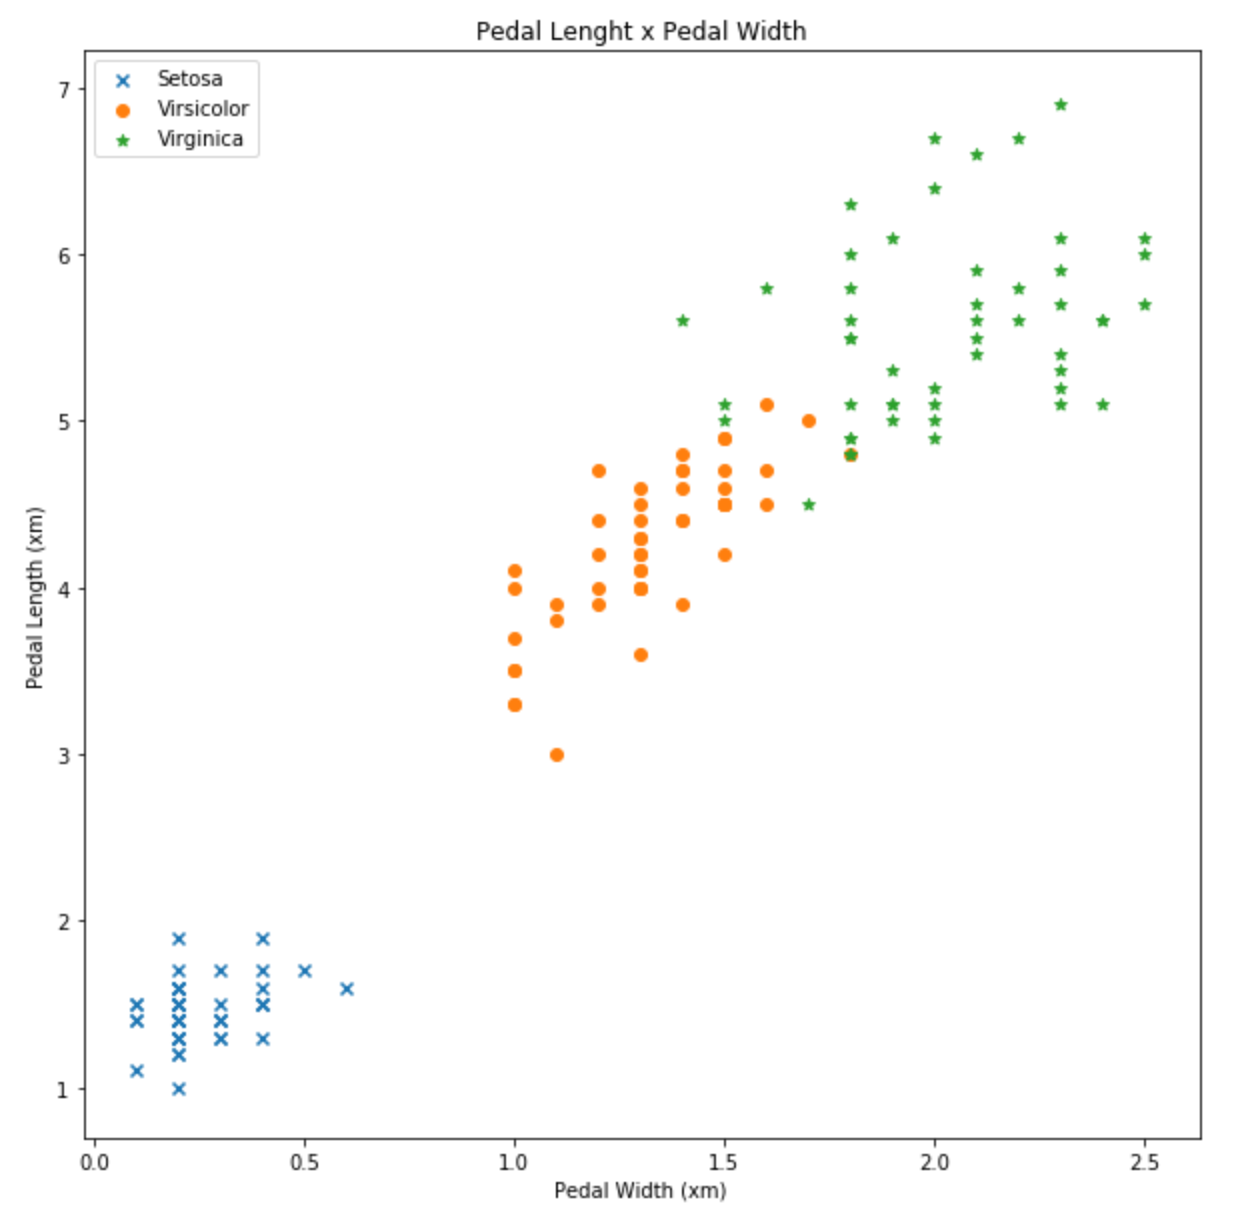 Pedal Lenght x Pedal Width
Setosa
Virsicolor
Virginica
7
6
5
4
3
2
1
Pedal Length (xm)
0.0 0.5 1.0 1.5 2.0 2.5
Pedal Width (xm)